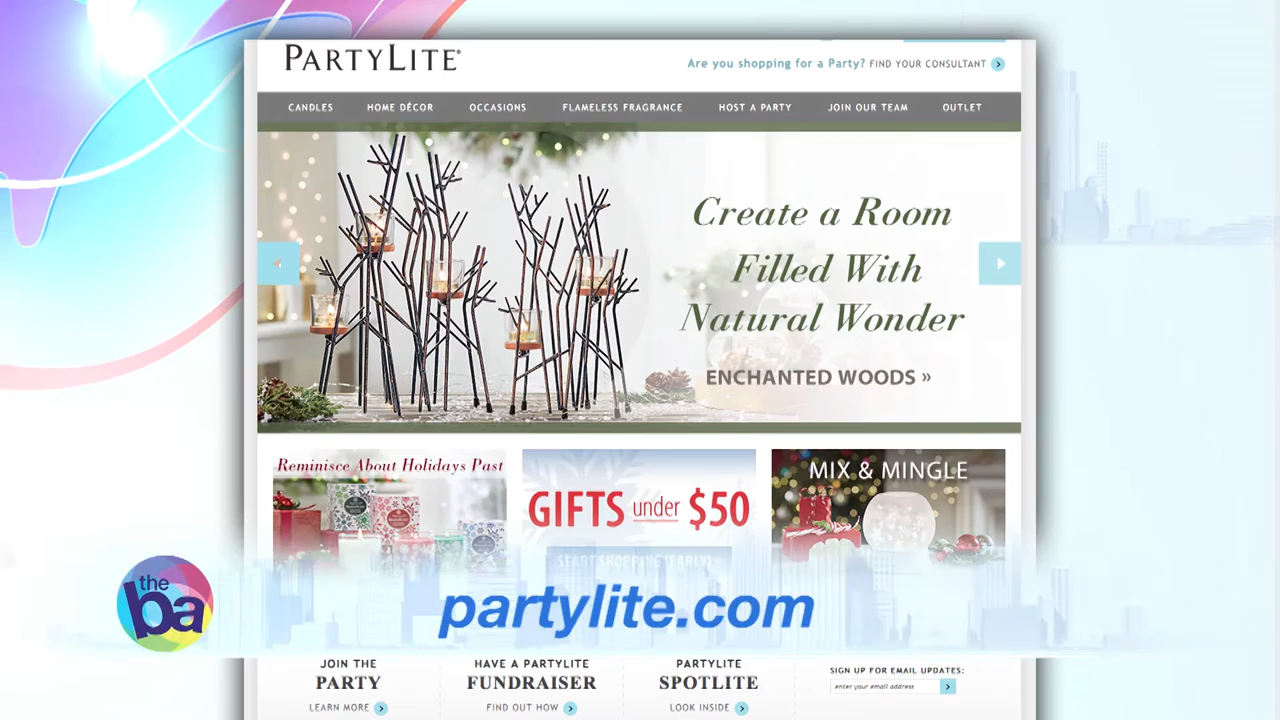 PARTYLITE®
Are you shopping for a Party? FIND YOUR CONSULTANT
CANDLES HOME DÉCOR OCCASIONS FLAMELESS FRAGRANCE HOST A PARTY JOIN OUR TEAM OUTLET
Create a Room
Filled With
Natural Wonder
ENCHANTED WOODS »
Reminisce About Holidays Past
GIFTS under $50
START SHOPPING (EARLY)
MIX & MINGLE
the
ba
partylite.com
JOIN THE
PARTY
LEARN MORE
HAVE A PARTYLITE
FUNDRAISER
FIND OUT HOW
PARTYLITE
SPOTLITE
LOOK INSIDE
SIGN UP FOR EMAIL UPDATES:
enter your email address